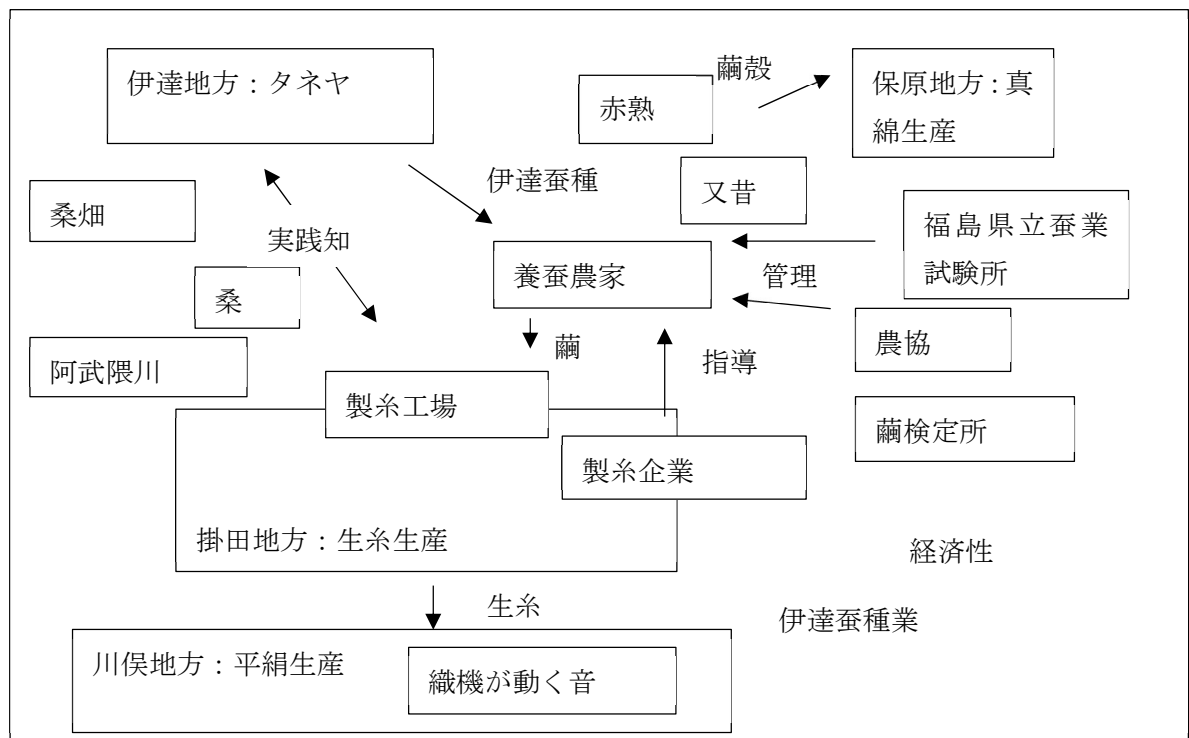 伊達地方：タネヤ
赤熟
繭殻
保原地方：真
綿生産
伊達蚕種
又昔
桑畑
実践知
福島県立蚕業
試験所
養蚕農家
管理
桑
農協
阿武隈川
繭
指導
製糸工場
繭検定所
製糸企業
掛田地方：生糸生産
経済性
生糸
伊達蚕種業
川俣地方：平絹生産
織機が動く音